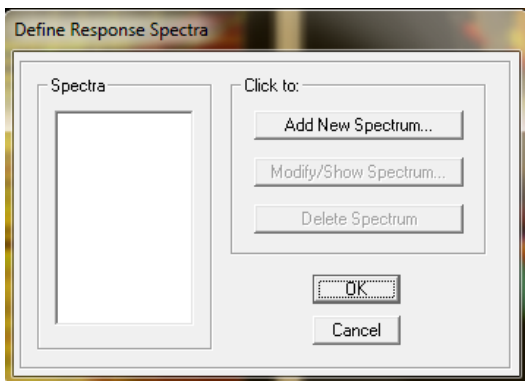 Define Response Spectra
Spectra
Click to:
Add New Spectrum...
Modify/Show Spectrum...
Delete Spectrum
OK
Cancel